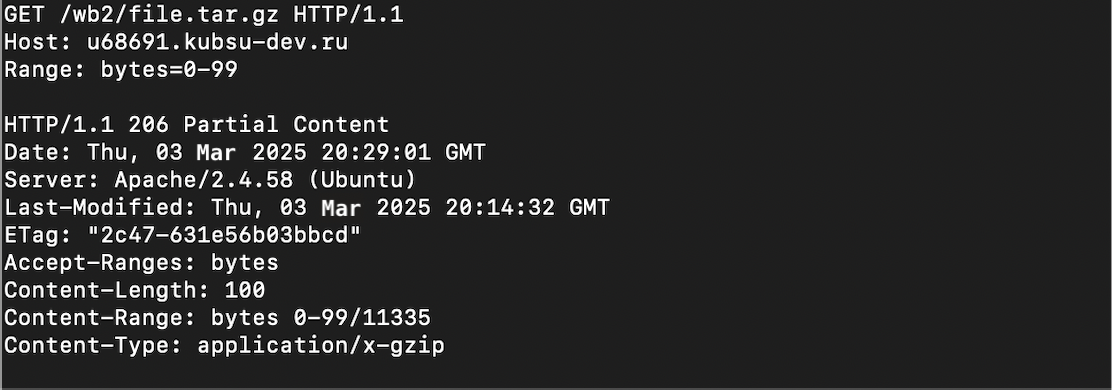 GET /wb2/file.tar.gz HTTP/1.1
Host: u68691.kubsu-dev.ru
Range: bytes=0-99
HTTP/1.1 206 Partial Content
Date: Thu, 03 Mar 2025 20:29:01 GMT
Server: Apache/2.4.58 (Ubuntu)
Last-Modified: Thu, 03 Mar 2025 20:14:32 GMT
ETag: "2c47-631e56b03bbcd"
Accept-Ranges: bytes
Content-Length: 100
Content-Range: bytes 0-99/11335
Content-Type: application/x-gzip